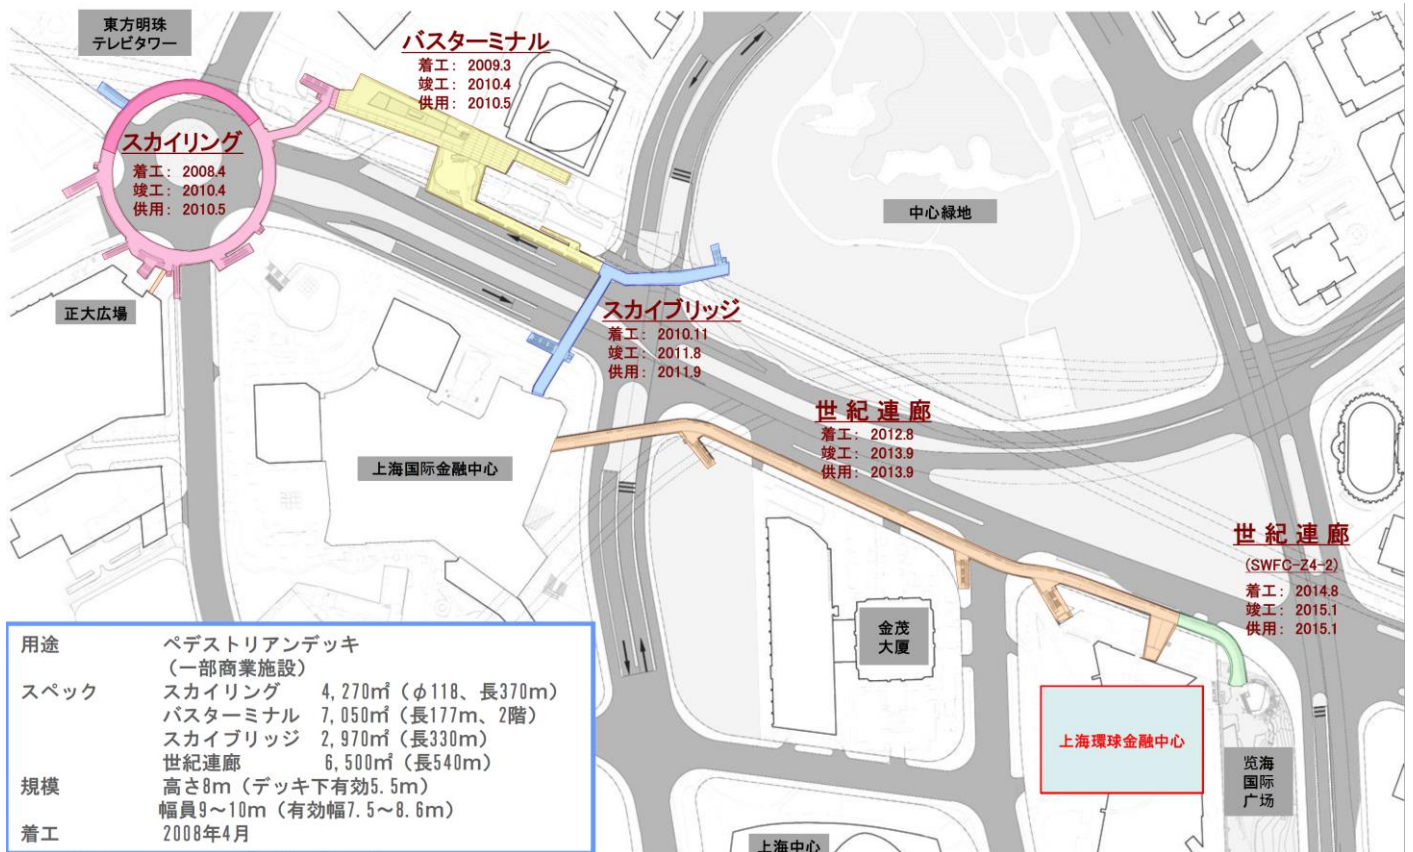 東方明珠
テレビタワー
バスターミナル
着工: 2009.3
竣工: 2010.4
供用: 2010.5
スカイリング
着工: 2008.4
竣工: 2010.4
供用: 2010.5
中心緑地
正大広場
スカイブリッジ
着工: 2010.11
竣工: 2011.8
供用: 2011.9
世紀連廊
着工: 2012.8
竣工: 2013.9
供用: 2013.9
上海国际金融中心
世紀連廊
(SWFC-Z4-2)
着工: 2014.8
竣工: 2015.1
供用: 2015.1
金茂
大厦
上海環球金融中心
览海
国际
广场
上海中心
用途 ペデストリアンデッキ
（一部商業施設）
スペック スカイリング 4,270㎡（φ118、長370m）
バスターミナル 7,050㎡（長177m、2階）
スカイブリッジ 2,970㎡（長330m）
世紀連廊 6,500㎡（長540m）
規模 高さ8m（デッキ下有効5.5m）
幅員9～10m（有効幅7.5～8.6m）
着工 2008年4月